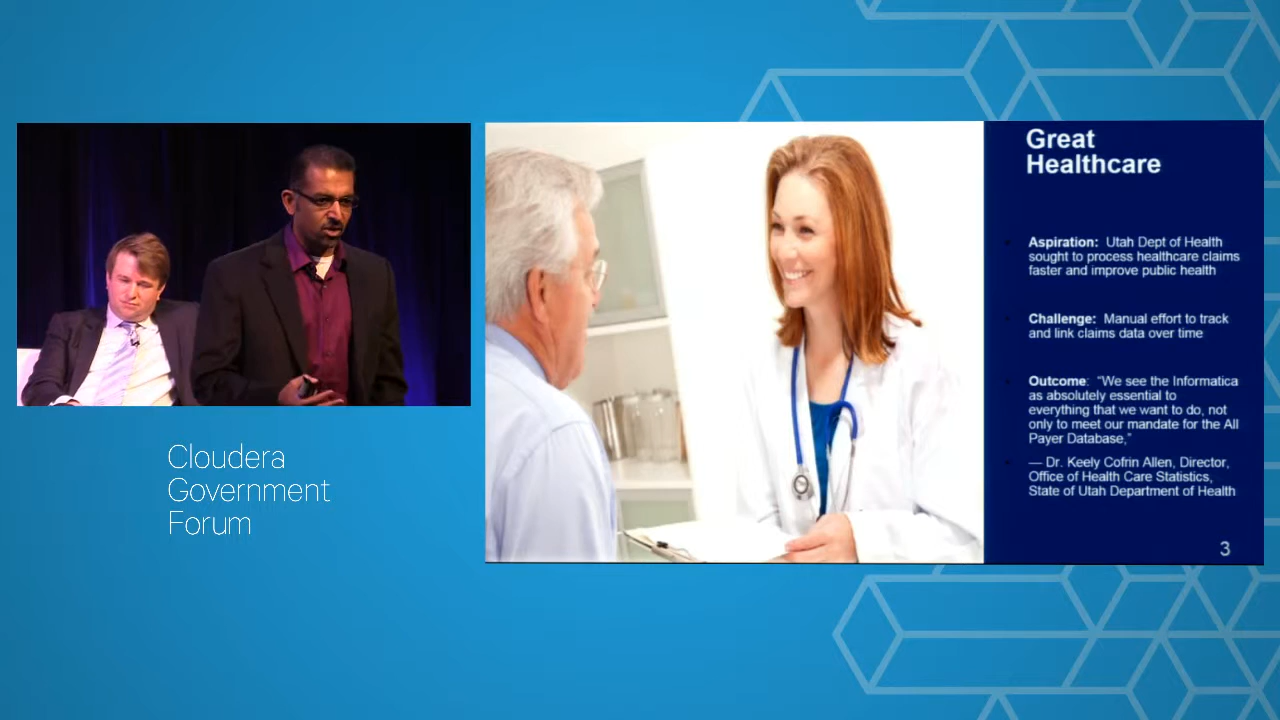 Cloudera
Government
Forum
Great
Healthcare
Aspiration: Utah Dept of Health
sought to process healthcare claims
faster and improve public health
Challenge: Manual effort to track
and link claims data over time
Outcome: “We see the Informatica
as absolutely essential to
everything that we want to do, not
only to meet our mandate for the All
Payer Database,”
— Dr. Keely Cofrin Allen, Director,
Office of Health Care Statistics,
State of Utah Department of Health
3